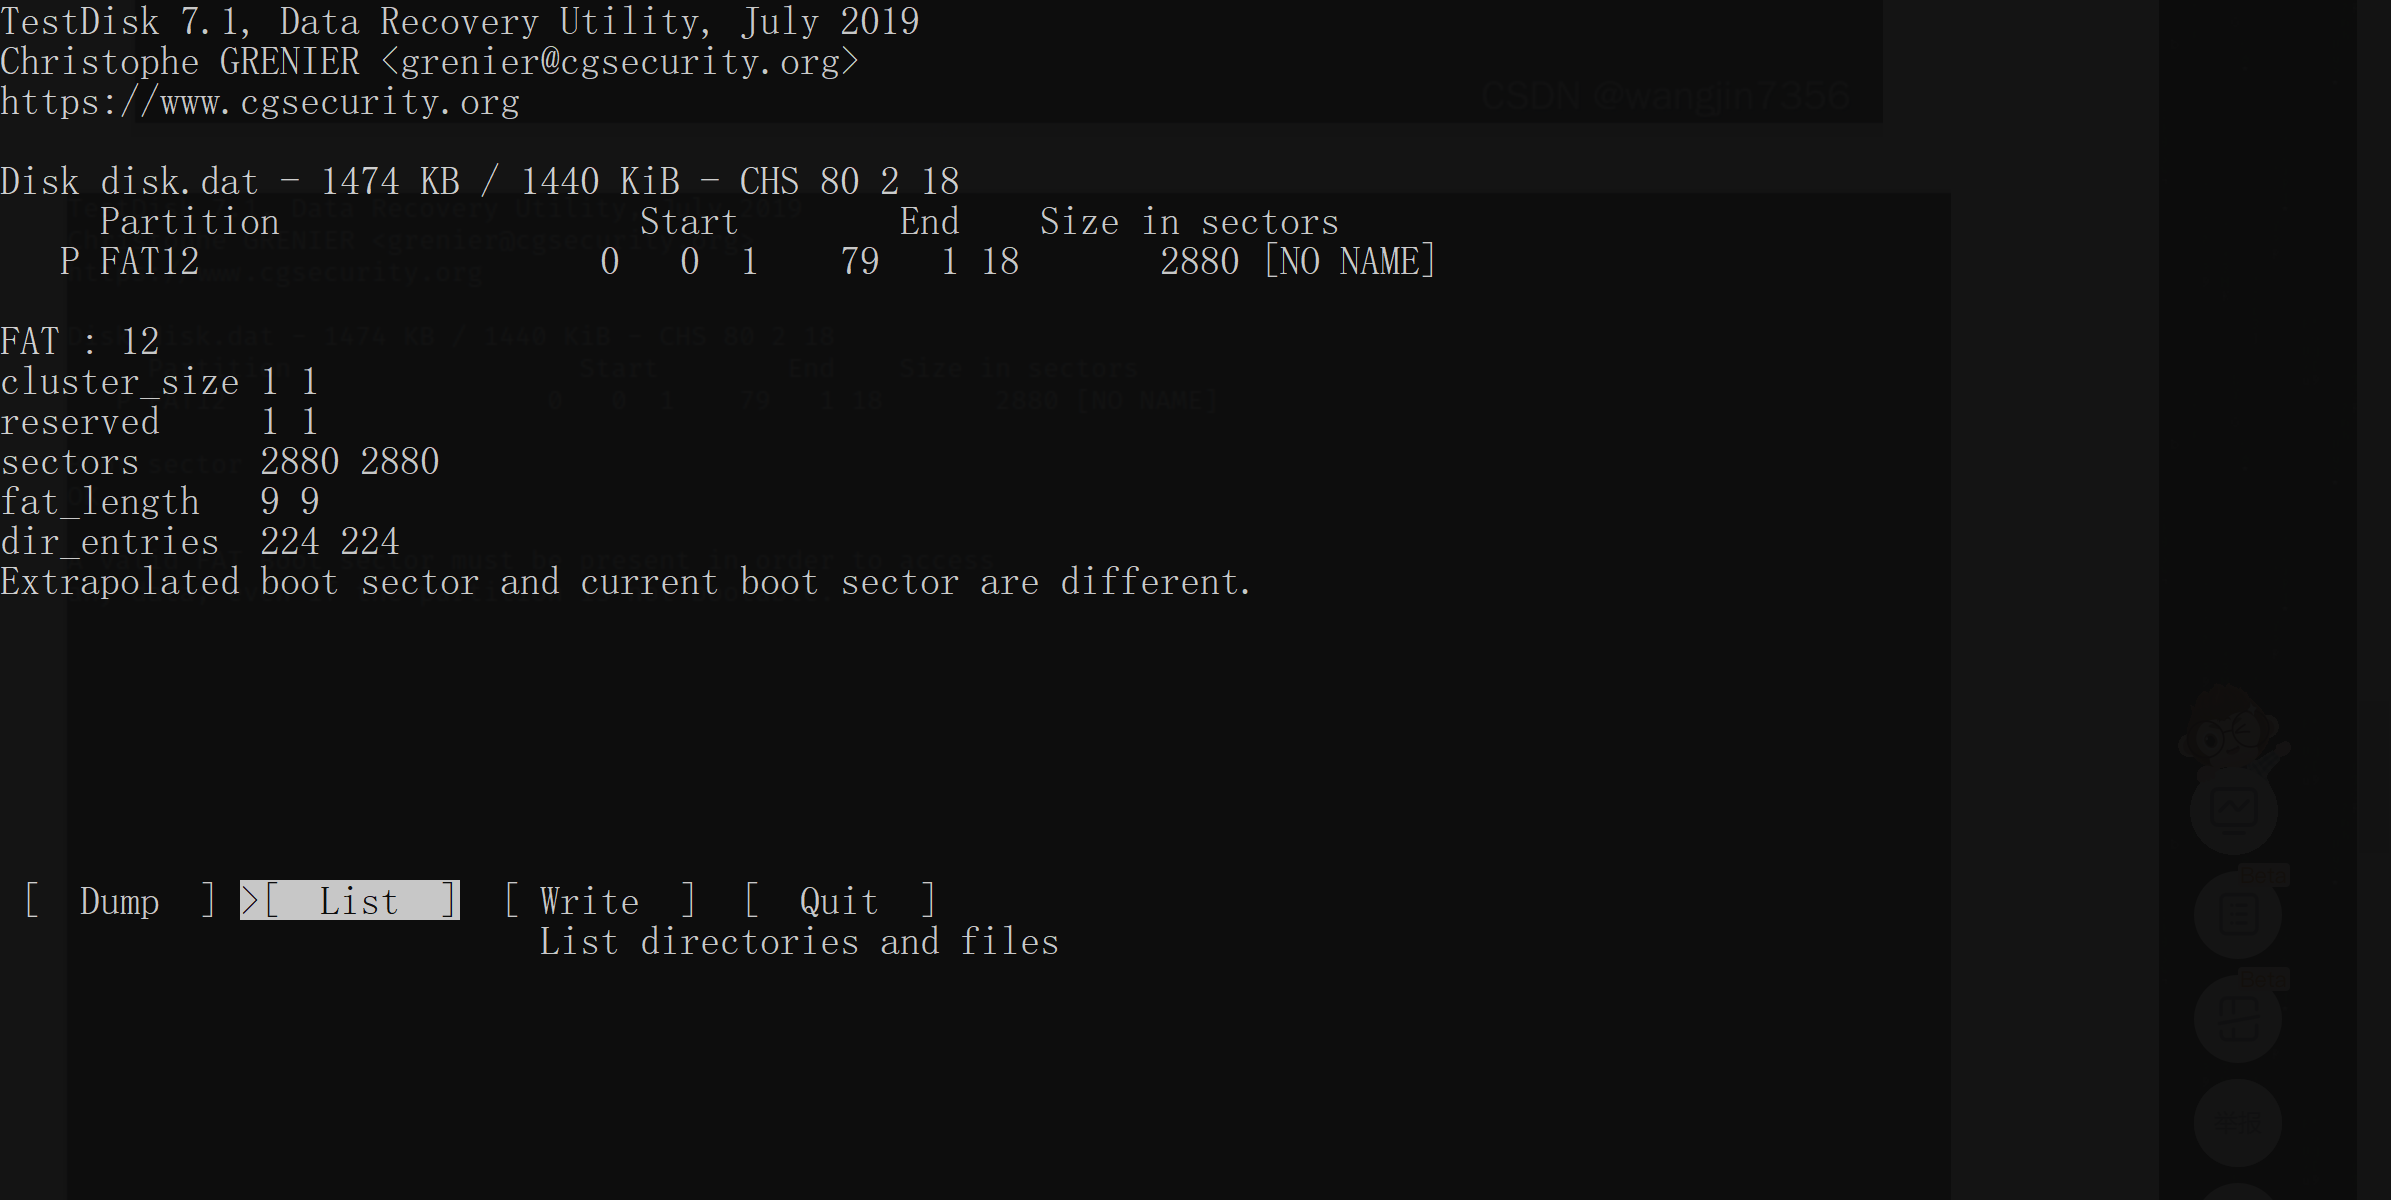 TestDisk 7.1, Data Recovery Utility, July 2019
Christophe GRENIER <grenier@cgsecurity.org>
https://www.cgsecurity.org
CSDN @wangjin7356
Disk disk.dat - 1474 KB / 1440 KiB - CHS 80 2 18
Partition Start End Size in sectors
P FAT12 0 0 1 79 1 18 2880 [NO NAME]
FAT : 12
cluster_size 1 1
reserved 1 1
sectors 2880 2880
fat_length 9 9
dir_entries 224 224
Extrapolated boot sector and current boot sector are different.
[ Dump ] >[ List ] [ Write ] [ Quit ]
List directories and files